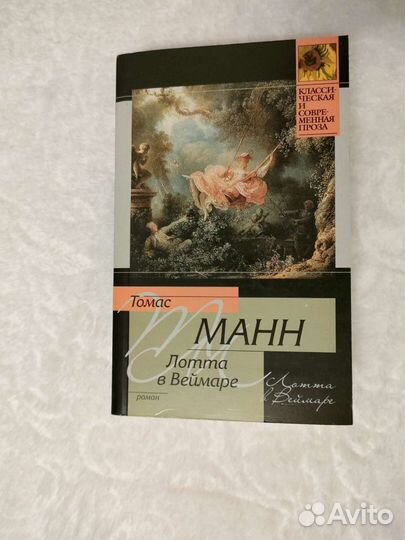 КЛАССИ-
ЧЕСКАЯ
И
СОВРЕ-
МЕННАЯ
ПРОЗА
Томас
МАНН
Лотта
в Веймаре
роман
Лотта
в Веймаре
Avito